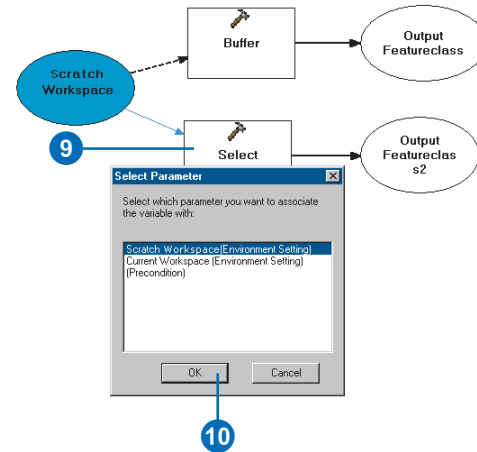 Buffer
Output
Featureclass
Scratch
Workspace
9
Select
Output
Featureclas
s2
Select Parameter
Select which parameter you want to associate
the variable with:
Scratch Workspace(Environment Setting)
Current Workspace (Environment Setting)
(Precondition)
OK
Cancel
10